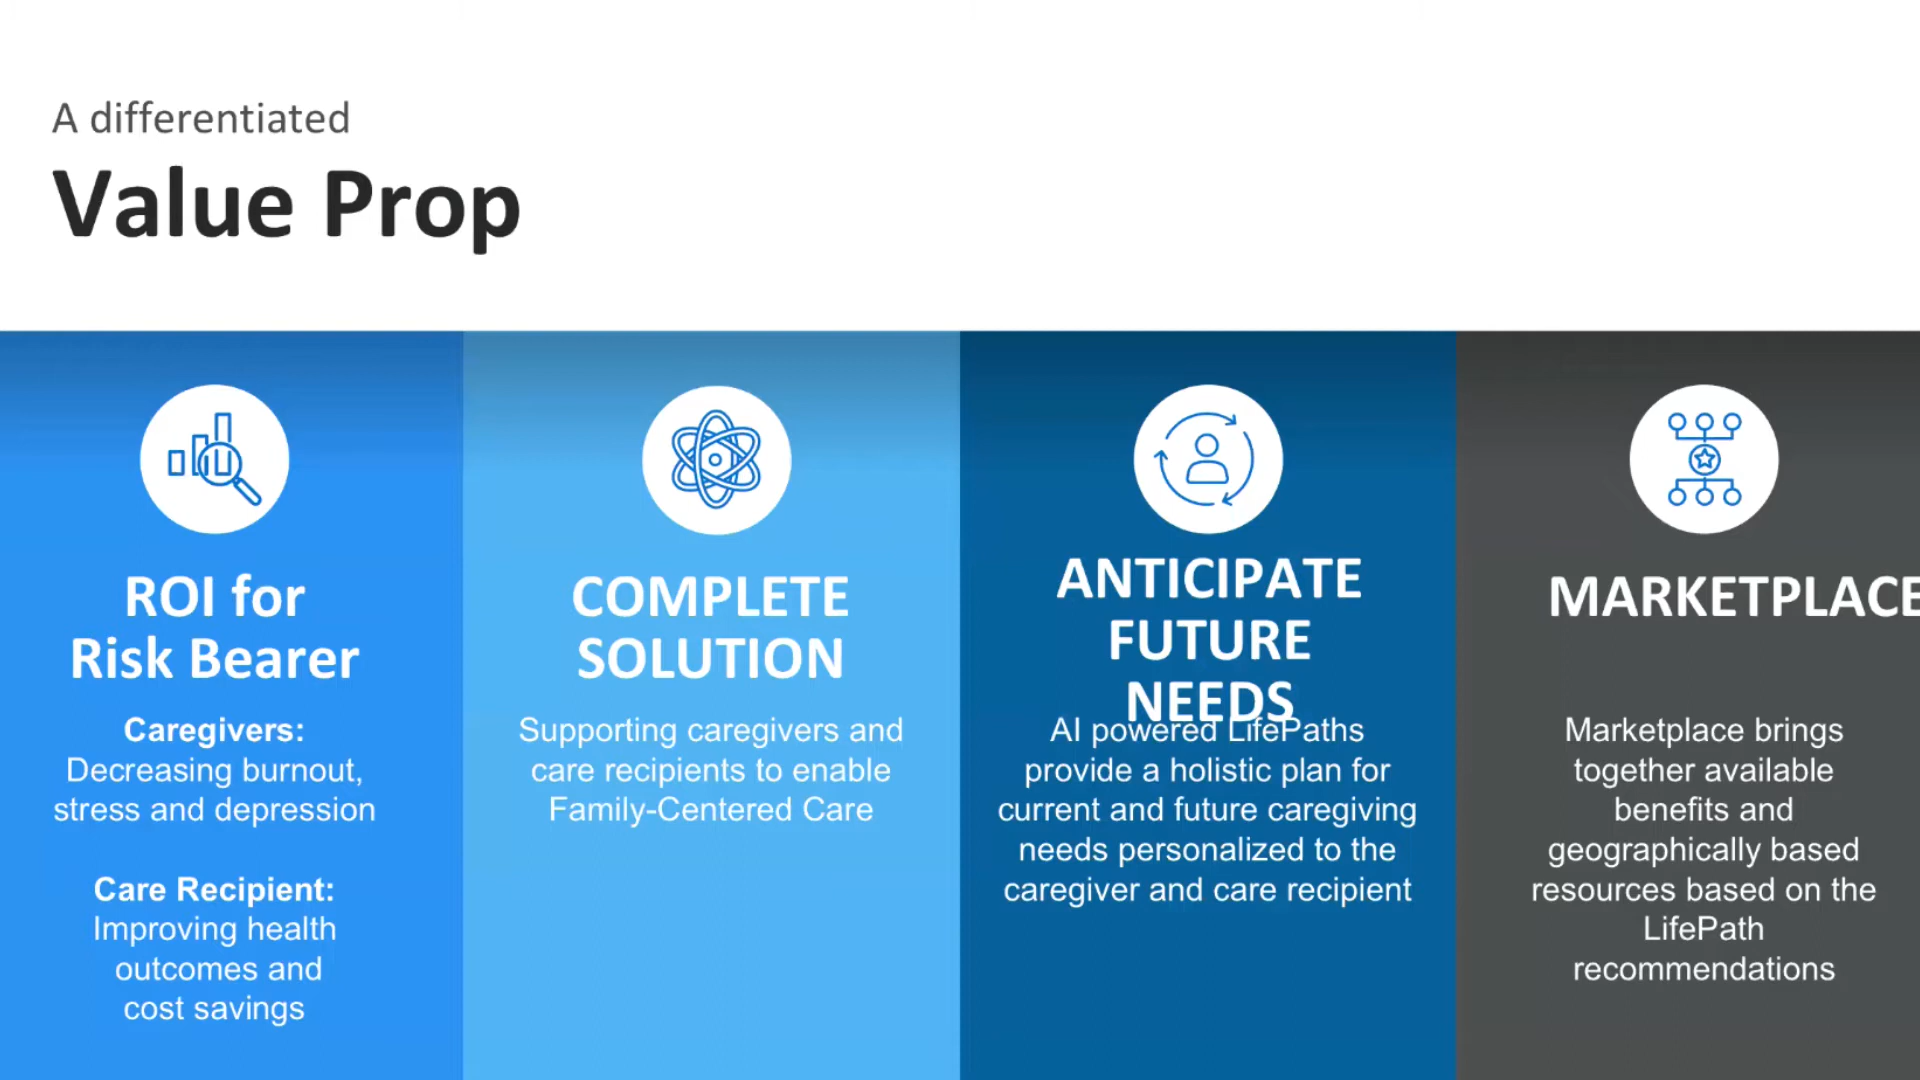 A differentiated
Value Prop
ROI for
Risk Bearer
Caregivers:
Decreasing burnout,
stress and depression
Care Recipient:
Improving health
outcomes and
cost savings
COMPLETE
SOLUTION
Supporting caregivers and
care recipients to enable
Family-Centered Care
ANTICIPATE
FUTURE
NEEDS
AI powered LifePaths
provide a holistic plan for
current and future caregiving
needs personalized to the
caregiver and care recipient
MARKETPLACE
Marketplace brings
together available
benefits and
geographically based
resources based on the
LifePath
recommendations